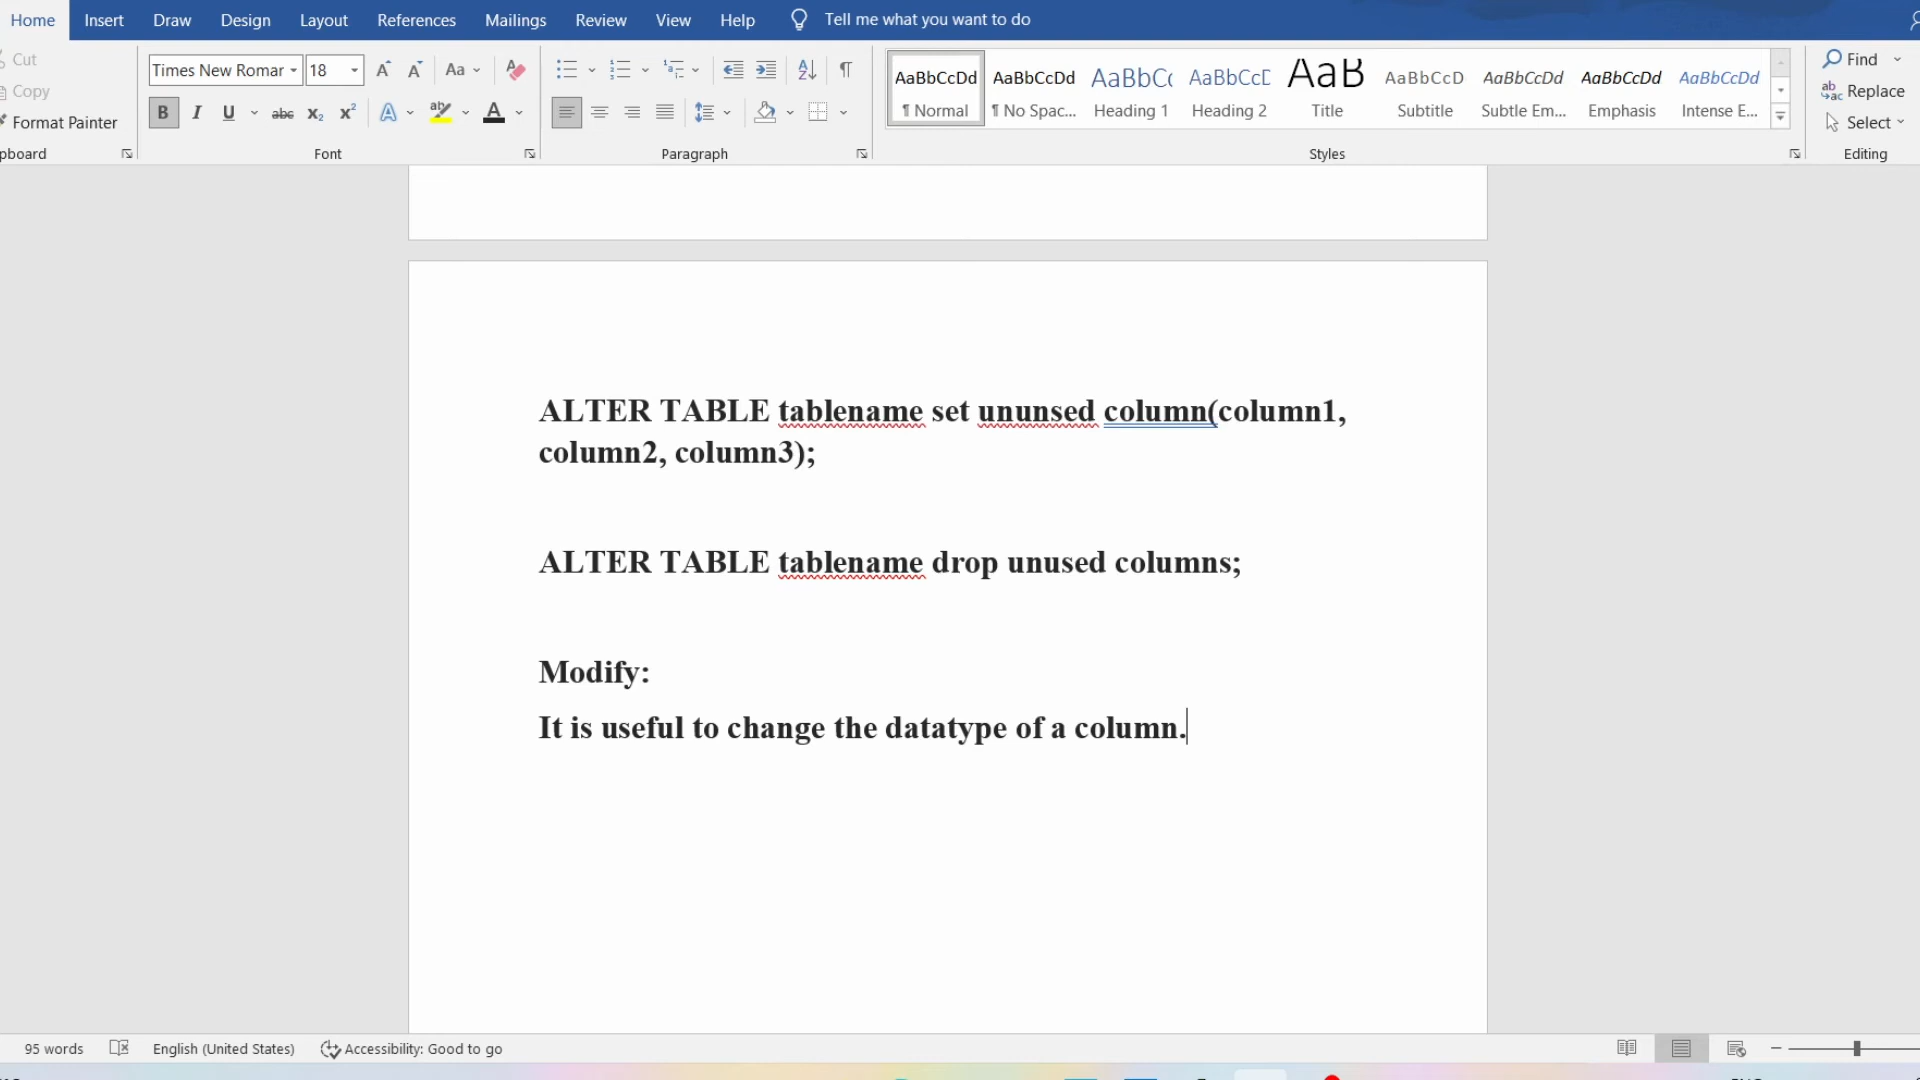 Home Insert Draw Design Layout References Mailings Review View Help Tell me what you want to do
Cut
Copy
Format Painter
Times New Romar 18
Aa
AaBbCcDd AaBbCcDd AaBbCc AaBbCcD AaB AaBbCcD AaBbCcDd AaBbCcDd AaBbCcDd
¶ Normal ¶ No Spac... Heading 1 Heading 2 Title Subtitle Subtle Em... Emphasis Intense E...
Find
Replace
Select
pboard Font Paragraph Styles Editing
ALTER TABLE tablename set ununsed column(column1,
column2, column3);
ALTER TABLE tablename drop unused columns;
Modify:
It is useful to change the datatype of a column.
95 words English (United States) Accessibility: Good to go